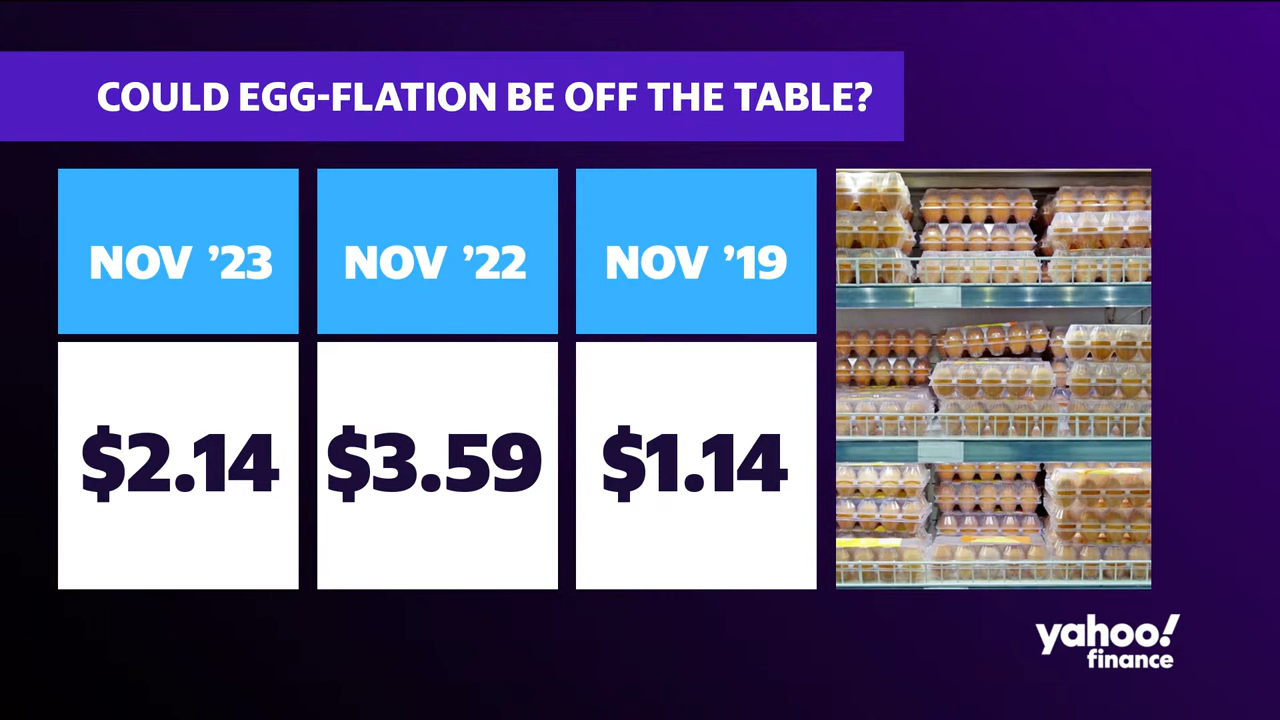 COULD EGG-FLATION BE OFF THE TABLE?
NOV ’23
NOV ’22
NOV ’19
$2.14
$3.59
$1.14
yahoo!
finance